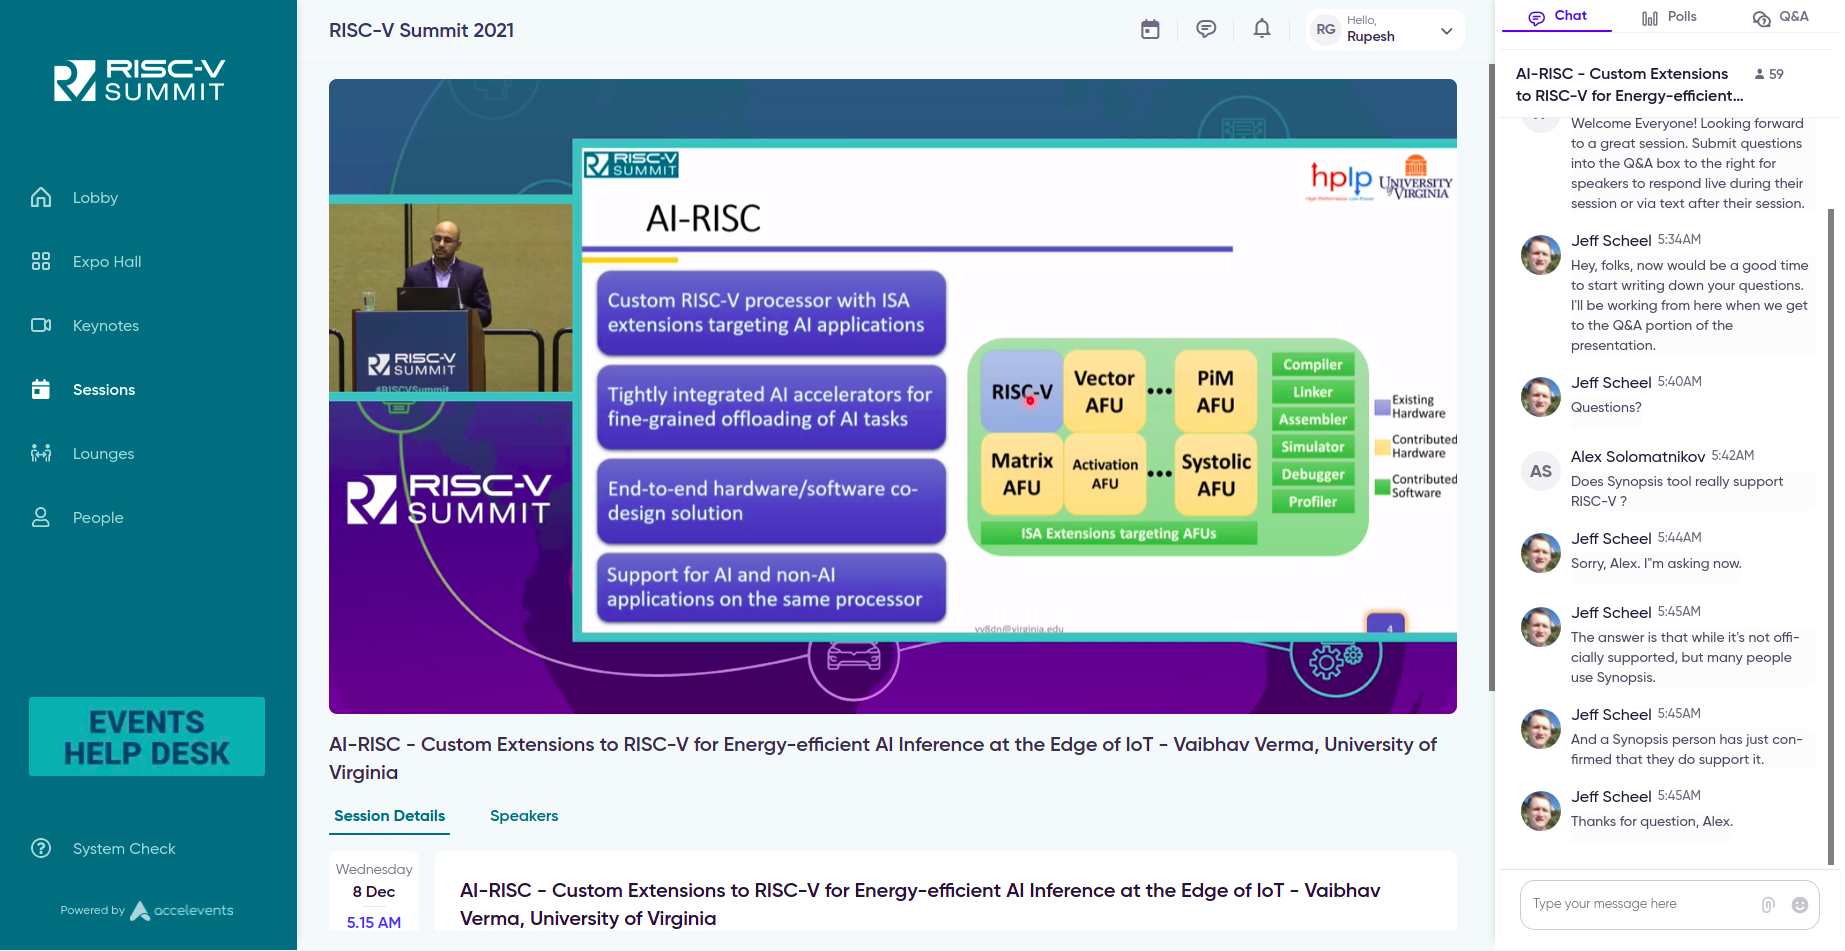 RISC-V
SUMMIT
Lobby
Expo Hall
Keynotes
Sessions
Lounges
People
EVENTS
HELP DESK
System Check
Powered by accelevents
RISC-V Summit 2021
RG
Hello,
Rupesh
RISC-V
SUMMIT
hplp
High-Performance Low-Power
UNIVERSITY
of VIRGINIA
AI-RISC
Custom RISC-V processor with ISA
extensions targeting AI applications
Tightly integrated AI accelerators for
fine-grained offloading of AI tasks
End-to-end hardware/software co-
design solution
Support for AI and non-AI
applications on the same processor
RISC-V
Vector
AFU
•••
PiM
AFU
Matrix
AFU
Activation
AFU
•••
Systolic
AFU
ISA Extensions targeting AFUs
Compiler
Linker
Assembler
Simulator
Debugger
Profiler
Existing
Hardware
Contributed
Hardware
Contributed
Software
vv8dn@virginia.edu
4
RISC-V
SUMMIT
#RISCVSummit
RISC-V
SUMMIT
AI-RISC - Custom Extensions to RISC-V for Energy-efficient AI Inference at the Edge of IoT - Vaibhav Verma, University of
Virginia
Session Details
Speakers
Wednesday
8 Dec
5.15 AM
AI-RISC - Custom Extensions to RISC-V for Energy-efficient AI Inference at the Edge of IoT - Vaibhav
Verma, University of Virginia
Chat
Polls
Q&A
AI-RISC - Custom Extensions
to RISC-V for Energy-efficient...
59
Welcome Everyone! Looking forward
to a great session. Submit questions
into the Q&A box to the right for
speakers to respond live during their
session or via text after their session.
Jeff Scheel 5:34AM
Hey, folks, now would be a good time
to start writing down your questions.
I'll be working from here when we get
to the Q&A portion of the
presentation.
Jeff Scheel 5:40AM
Questions?
AS
Alex Solomatnikov 5:42AM
Does Synopsis tool really support
RISC-V ?
Jeff Scheel 5:44AM
Sorry, Alex. I"m asking now.
Jeff Scheel 5:45AM
The answer is that while it's not offi-
cially supported, but many people
use Synopsis.
Jeff Scheel 5:45AM
And a Synopsis person has just con-
firmed that they do support it.
Jeff Scheel 5:45AM
Thanks for question, Alex.
Type your message here